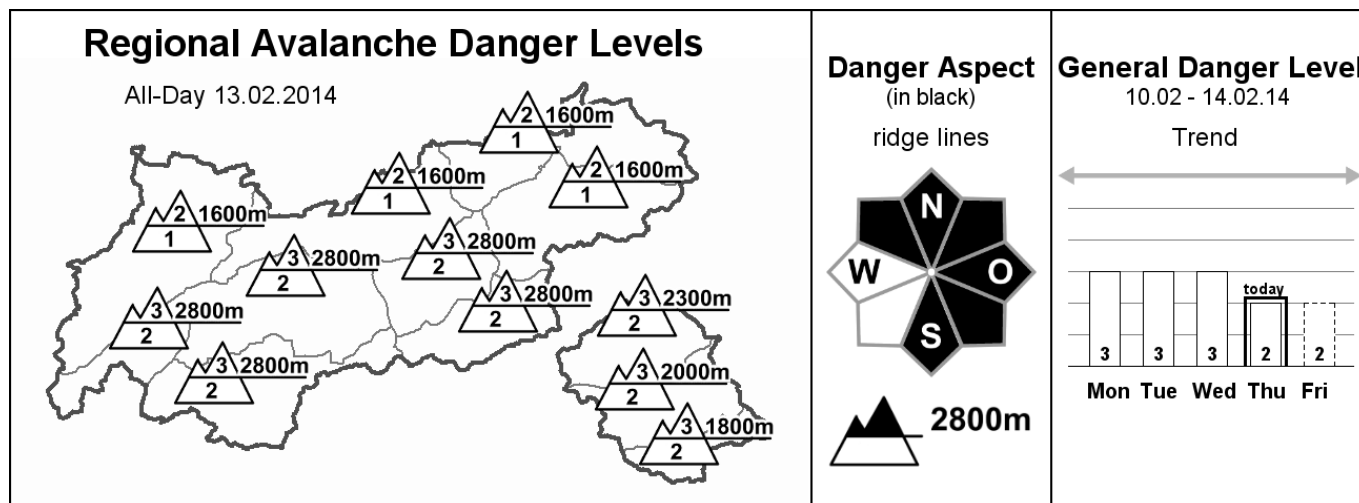 Regional Avalanche Danger Levels
All-Day 13.02.2014
2 1600m
1
2 1600m
1
2 1600m
1
2 1600m
1
3 2800m
2
3 2800m
2
3 2800m
2
3 2300m
2
3 2800m
2
3 2800m
2
3 2000m
2
3 1800m
2
Danger Aspect
(in black)
ridge lines
N
W O
S
2800m
General Danger Level
10.02 - 14.02.14
Trend
today
3 3 3 2 2
Mon Tue Wed Thu Fri